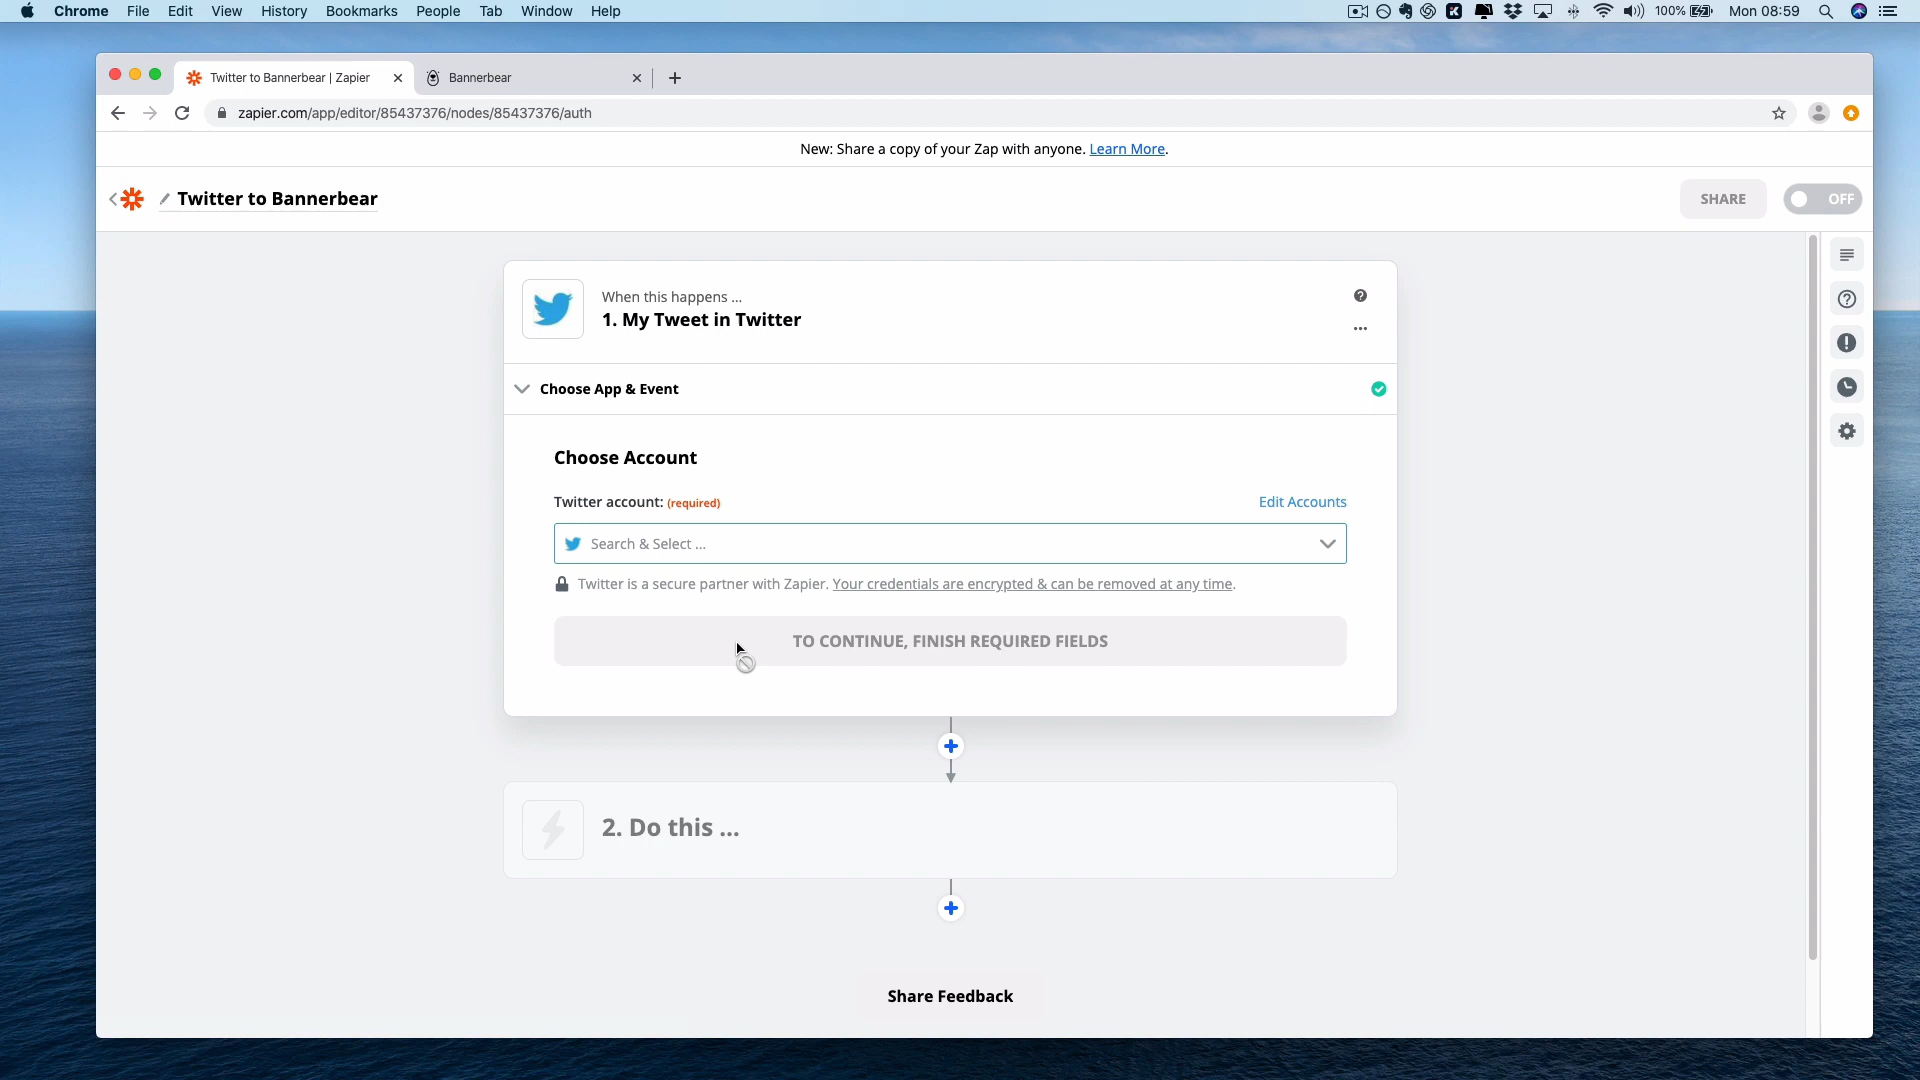 Chrome File Edit View History Bookmarks People Tab Window Help 100% Mon 08:59
Twitter to Bannerbear | Zapier Bannerbear
zapier.com/app/editor/85437376/nodes/85437376/auth
New: Share a copy of your Zap with anyone. Learn More.
Twitter to Bannerbear SHARE OFF
When this happens ...
1. My Tweet in Twitter
Choose App & Event
Choose Account
Twitter account: (required) Edit Accounts
Search & Select ...
Twitter is a secure partner with Zapier. Your credentials are encrypted & can be removed at any time.
TO CONTINUE, FINISH REQUIRED FIELDS
2. Do this ...
Share Feedback